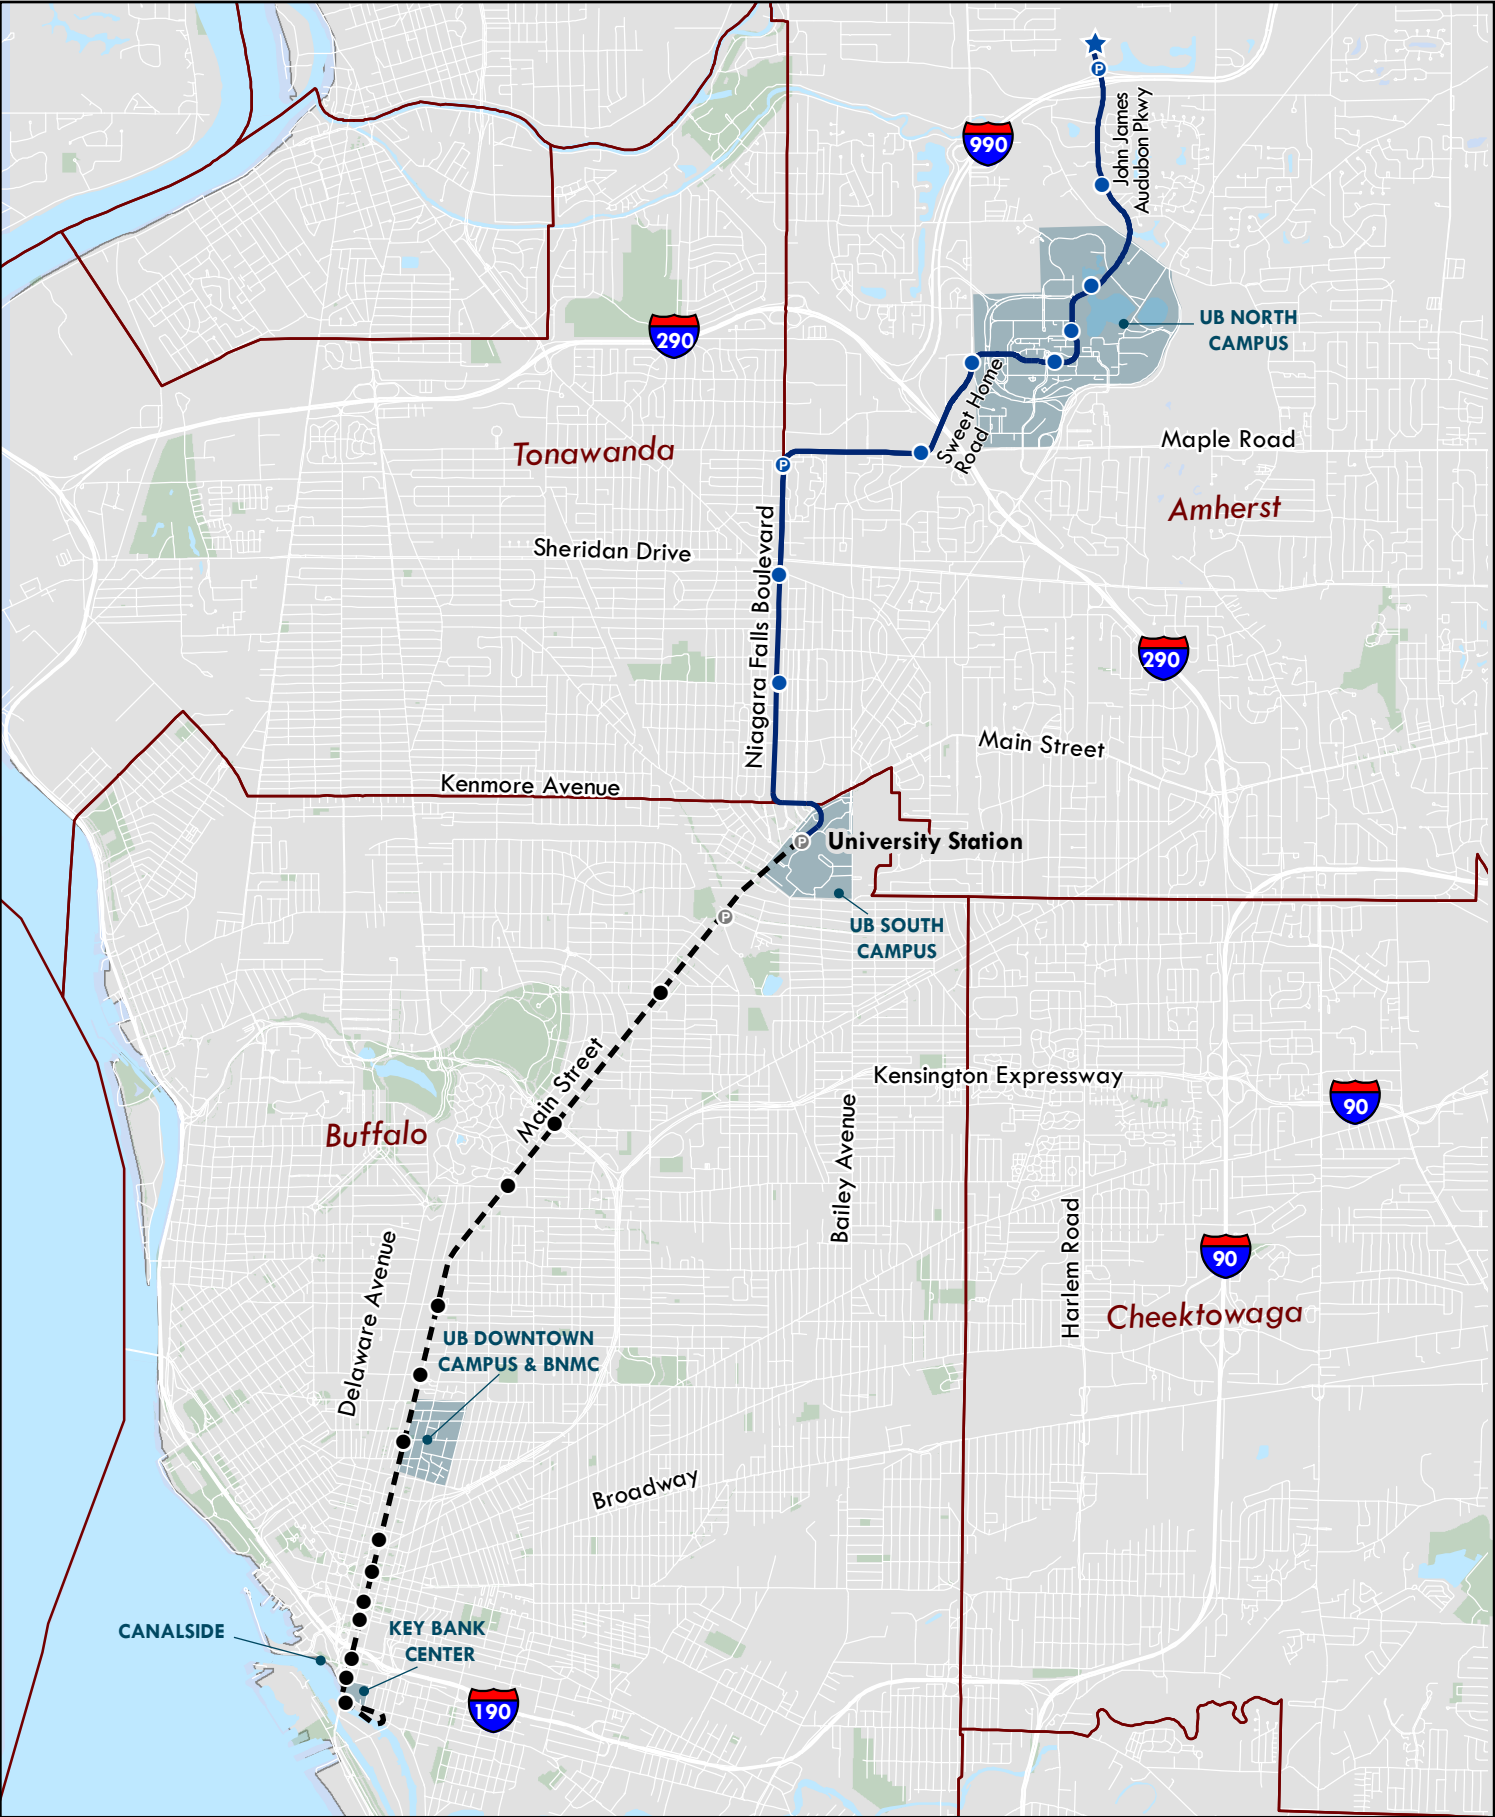 P
John James
Audubon Pkwy
990
UB NORTH
CAMPUS
290
Sweet Home
Road
Maple Road
Tonawanda
P
Amherst
Sheridan Drive
Niagara Falls Boulevard
290
Main Street
Kenmore Avenue
P
University Station
P
UB SOUTH
CAMPUS
Main Street
Kensington Expressway
90
Buffalo
Bailey Avenue
Harlem Road
Delaware Avenue
90
Cheektowaga
UB DOWNTOWN
CAMPUS & BNMC
Broadway
CANALSIDE
KEY BANK
CENTER
190